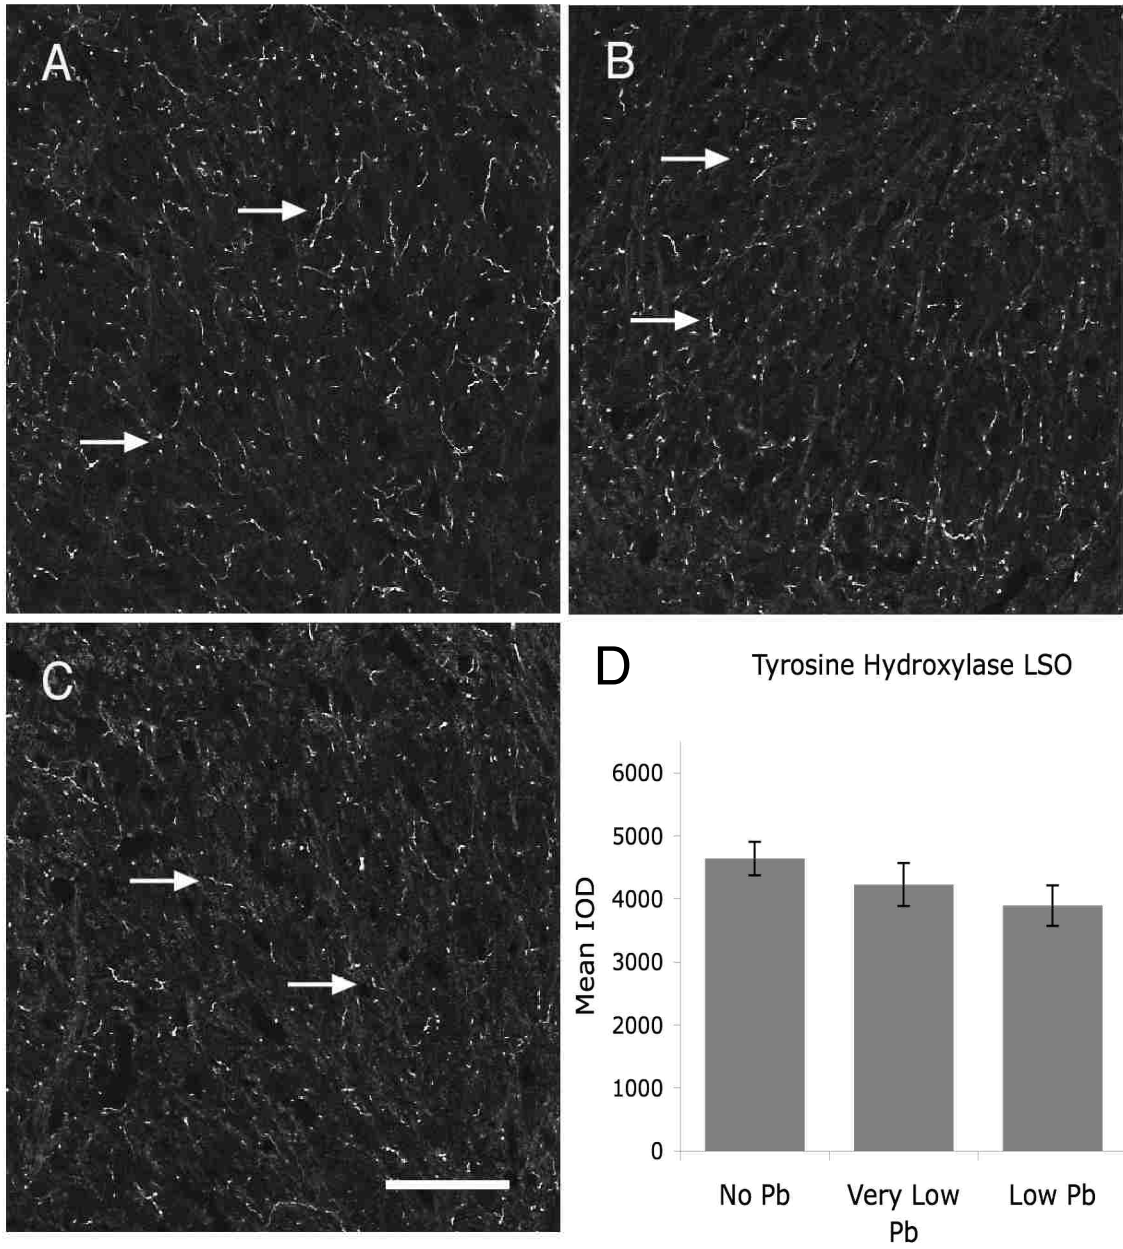 A
B
C
D
Tyrosine Hydroxylase LSO
Mean IOD
6000
5000
4000
3000
2000
1000
0
No Pb
Very Low Pb
Low Pb